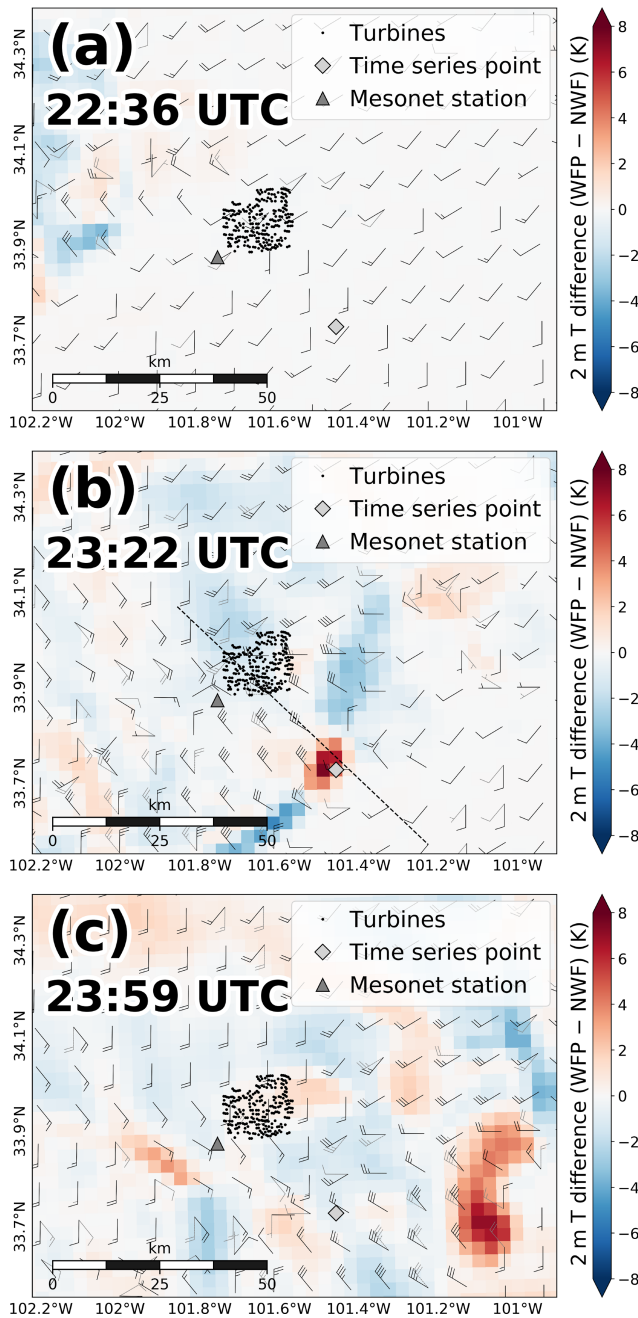 (a)
22:36 UTC
Turbines
Time series point
Mesonet station
34.3°N
34.1°N
33.9°N
33.7°N
km
0 25 50
102.2°W 102°W 101.8°W 101.6°W 101.4°W 101.2°W 101°W
8
6
4
2
0
−2
−4
−6
−8
2 m T difference (WFP − NWF) (K)
(b)
23:22 UTC
Turbines
Time series point
Mesonet station
34.3°N
34.1°N
33.9°N
33.7°N
km
0 25 50
102.2°W 102°W 101.8°W 101.6°W 101.4°W 101.2°W 101°W
8
6
4
2
0
−2
−4
−6
−8
2 m T difference (WFP − NWF) (K)
(c)
23:59 UTC
Turbines
Time series point
Mesonet station
34.3°N
34.1°N
33.9°N
33.7°N
km
0 25 50
102.2°W 102°W 101.8°W 101.6°W 101.4°W 101.2°W 101°W
8
6
4
2
0
−2
−4
−6
−8
2 m T difference (WFP − NWF) (K)